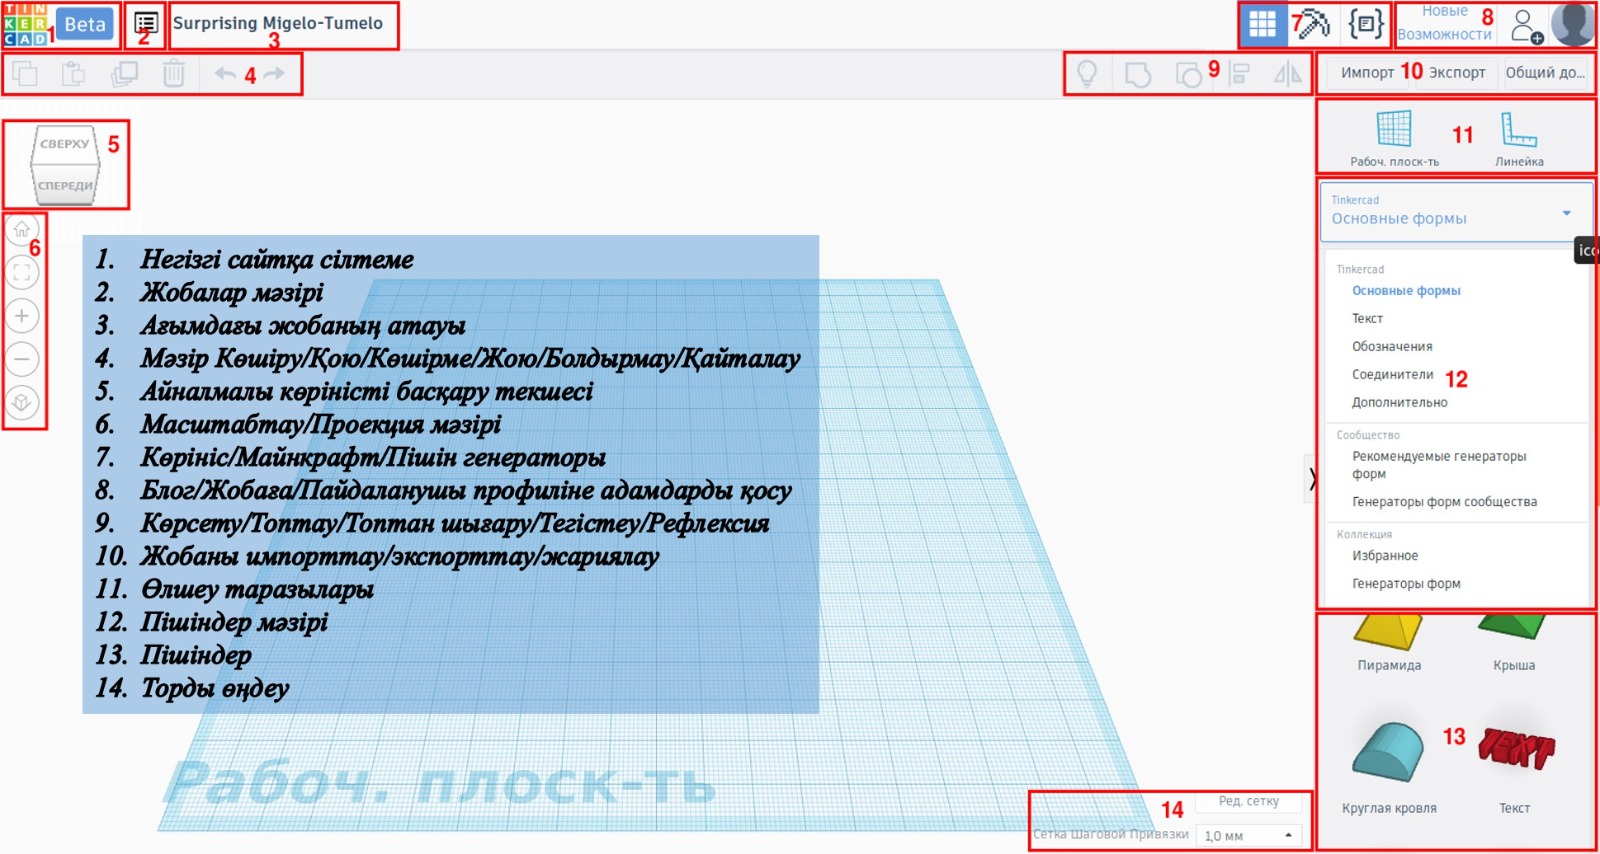 TIN
KER
CAD
1
Beta
2
Surprising Migelo-Tumelo
3
7
Новые
Возможности
8
4
9
Импорт
10
Экспорт
Общий до...
СВЕРХУ
СПЕРЕДИ
5
11
Рабоч. плоск-ть
Линейка
6
Tinkercad
Основные формы
ico
Tinkercad
Основные формы
Текст
Обозначения
Соединители
12
Дополнительно
Сообщество
Рекомендуемые генераторы
форм
Генераторы форм сообщества
Коллекция
Избранное
Генераторы форм
1. Негізгі сайтқа сілтеме
2. Жобалар мәзірі
3. Ағымдағы жобаның атауы
4. Мәзір Көшіру/Қою/Көшірме/Жою/Болдырмау/Қайталау
5. Айналмалы көріністі басқару текшесі
6. Масштабтау/Проекция мәзірі
7. Көрініс/Майнкрафт/Пішін генераторы
8. Блог/Жобаға/Пайдаланушы профиліне адамдарды қосу
9. Көрсету/Топтау/Топтан шығару/Тегістеу/Рефлексия
10. Жобаны импорттау/экспорттау/жариялау
11. Өлшеу таразылары
12. Пішіндер мәзірі
13. Пішіндер
14. Торды өңдеу
Пирамида
Крыша
13
TEXT
Круглая кровля
Текст
Рабоч. плоск-ть
14
Ред. сетку
Сетка Шаговой Привязки
1,0 мм